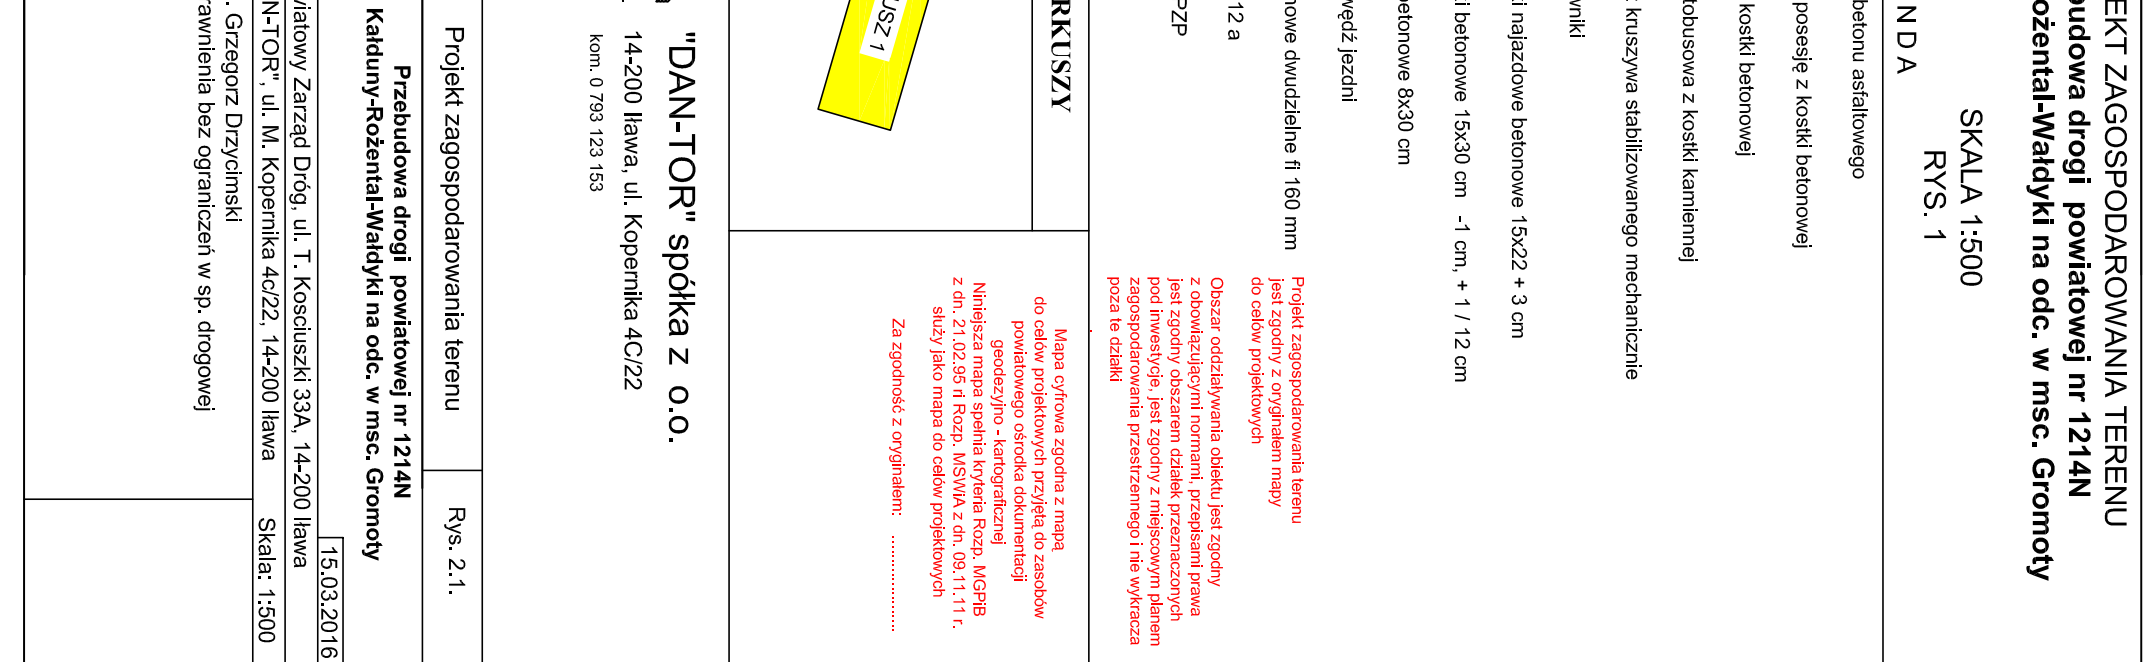 EKT ZAGOSPODAROWANIA TERENU
budowa drogi powiatowej nr 1214N
ożental-Wałdyki na odc. w msc. Gromoty
SKALA 1:500
RYS. 1
N D A
betonu asfaltowego
posesję z kostki betonowej
kostki betonowej
tobusowa z kostki kamiennej
kruszywa stabilizowanego mechanicznie
wniki
i najazdowe betonowe 15x22 + 3 cm
i betonowe 15x30 cm -1 cm, + 1 / 12 cm
betonowe 8x30 cm
wędź jezdni
nowe dwudzielne fi 160 mm
12 a
PZP
Projekt zagospodarowania terenu
jest zgodny z oryginałem mapy
do celów projektowych
Obszar oddziaływania obiektu jest zgodny
z obowiązującymi normami, przepisami prawa
jest zgodny obszarem działek przeznaczonych
pod inwestycje, jest zgodny z miejscowym planem
zagospodarowania przestrzennego i nie wykracza
poza te działki
RKUSZY
USZ 1
Mapa cyfrowa zgodna z mapą
do celów projektowych przyjętą do zasobów
powiatowego ośrodka dokumentacji
geodezyjno - kartograficznej
Niniejsza mapa spełnia kryteria Rozp. MGPiB
z dn. 21.02.95 ri Rozp. MSWiA z dn. 09.11.11 r.
służy jako mapa do celów projektowych
Za zgodność z oryginałem: .....................
"DAN-TOR" spółka z o.o.
14-200 Iława, ul. Kopernika 4C/22
kom. 0 793 123 153
Projekt zagospodarowania terenu
Rys. 2.1.
Przebudowa drogi powiatowej nr 1214N
Kałduny-Rożental-Wałdyki na odc. w msc. Gromoty
15.03.2016
wiatowy Zarząd Dróg, ul. T. Kosciuszki 33A, 14-200 Iława
N-TOR", ul. M. Kopernika 4c/22, 14-200 Iława
Skala: 1:500
. Grzegorz Drzycimski
rawnienia bez ograniczeń w sp. drogowej